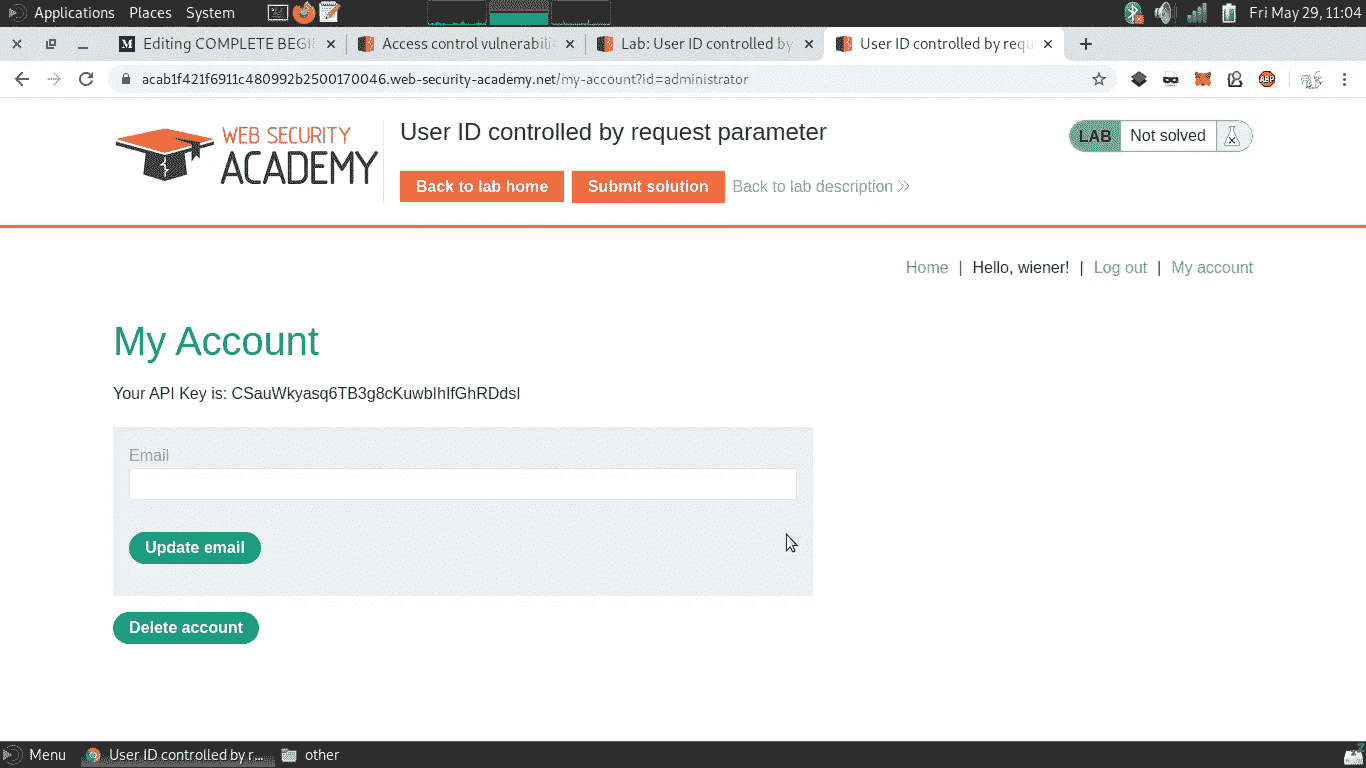 Applications Places System Fri May 29, 11:04
Editing COMPLETE BEGI Access control vulnerabili Lab: User ID controlled by User ID controlled by requ
acab1f421f6911c480992b2500170046.web-security-academy.net/my-account?id=administrator ABP
WEB SECURITY
ACADEMY
User ID controlled by request parameter
LAB Not solved
Back to lab home Submit solution Back to lab description
Home | Hello, wiener! | Log out | My account
My Account
Your API Key is: CSauWkyasq6TB3g8cKuwbIhIfGhRDdsI
Email
Update email
Delete account
Menu User ID controlled by r... other